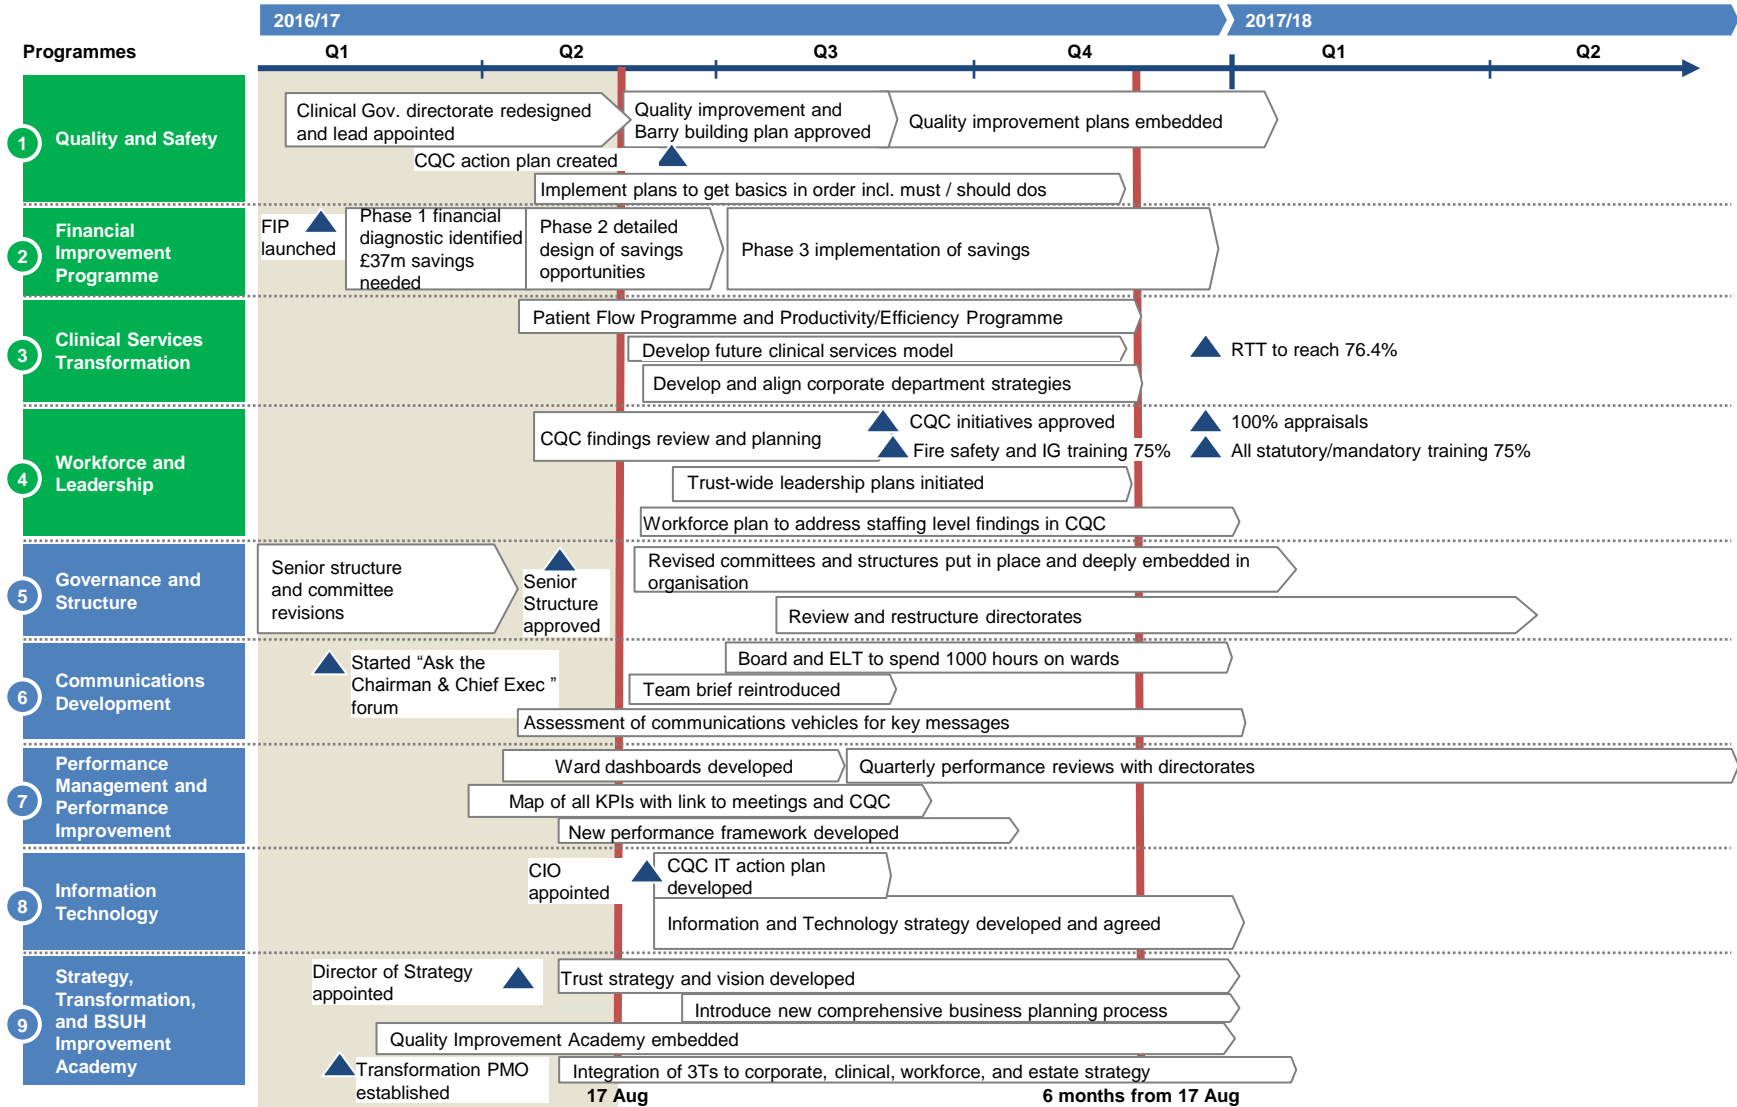 2016/17
2017/18
Programmes
Q1
Q2
Q3
Q4
Q1
Q2
1
Quality and Safety
Clinical Gov. directorate redesigned
and lead appointed
Quality improvement and
Barry building plan approved
Quality improvement plans embedded
CQC action plan created
Implement plans to get basics in order incl. must / should dos
2
Financial
Improvement
Programme
FIP
launched
Phase 1 financial
diagnostic identified
£37m savings
needed
Phase 2 detailed
design of savings
opportunities
Phase 3 implementation of savings
3
Clinical Services
Transformation
Patient Flow Programme and Productivity/Efficiency Programme
Develop future clinical services model
RTT to reach 76.4%
Develop and align corporate department strategies
4
Workforce and
Leadership
CQC findings review and planning
CQC initiatives approved
100% appraisals
Fire safety and IG training 75%
All statutory/mandatory training 75%
Trust-wide leadership plans initiated
Workforce plan to address staffing level findings in CQC
5
Governance and
Structure
Senior structure
and committee
revisions
Senior
Structure
approved
Revised committees and structures put in place and deeply embedded in
organisation
Review and restructure directorates
6
Communications
Development
Started “Ask the
Chairman & Chief Exec ”
forum
Board and ELT to spend 1000 hours on wards
Team brief reintroduced
Assessment of communications vehicles for key messages
7
Performance
Management and
Performance
Improvement
Ward dashboards developed
Quarterly performance reviews with directorates
Map of all KPIs with link to meetings and CQC
New performance framework developed
8
Information
Technology
CIO
appointed
CQC IT action plan
developed
Information and Technology strategy developed and agreed
9
Strategy,
Transformation,
and BSUH
Improvement
Academy
Director of Strategy
appointed
Trust strategy and vision developed
Introduce new comprehensive business planning process
Quality Improvement Academy embedded
Transformation PMO
established
Integration of 3Ts to corporate, clinical, workforce, and estate strategy
17 Aug
6 months from 17 Aug